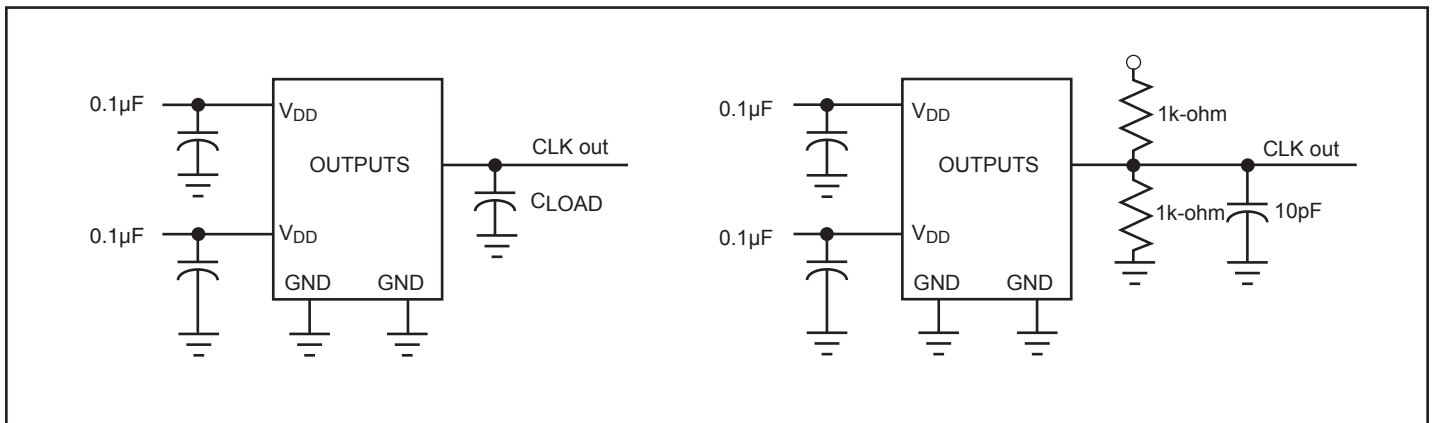 0.1µF
VDD
OUTPUTS
CLK out
CLOAD
0.1µF
VDD
GND GND
0.1µF
VDD
1k-ohm
OUTPUTS
CLK out
1k-ohm
10pF
0.1µF
VDD
GND GND